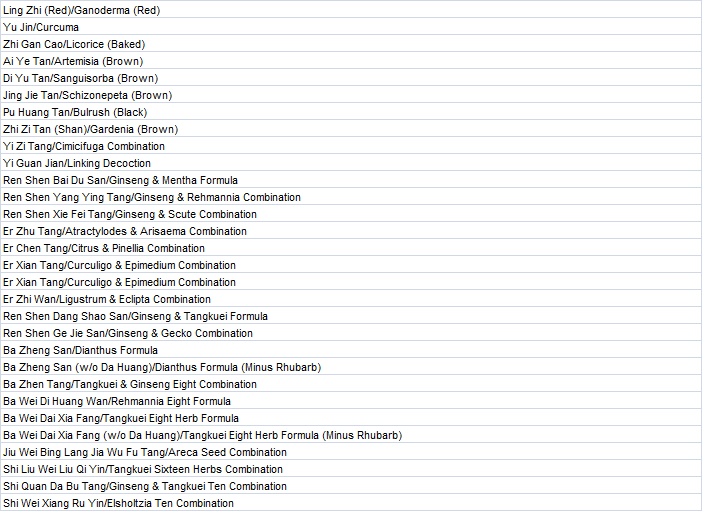 Ling Zhi (Red)/Ganoderma (Red)
Yu Jin/Curcuma
Zhi Gan Cao/Licorice (Baked)
Ai Ye Tan/Artemisia (Brown)
Di Yu Tan/Sanguisorba (Brown)
Jing Jie Tan/Schizonepeta (Brown)
Pu Huang Tan/Bulrush (Black)
Zhi Zi Tan (Shan)/Gardenia (Brown)
Yi Zi Tang/Cimicifuga Combination
Yi Guan Jian/Linking Decoction
Ren Shen Bai Du San/Ginseng & Mentha Formula
Ren Shen Yang Ying Tang/Ginseng & Rehmannia Combination
Ren Shen Xie Fei Tang/Ginseng & Scute Combination
Er Zhu Tang/Atractylodes & Arisaema Combination
Er Chen Tang/Citrus & Pinellia Combination
Er Xian Tang/Curculigo & Epimedium Combination
Er Xian Tang/Curculigo & Epimedium Combination
Er Zhi Wan/Ligustrum & Eclipta Combination
Ren Shen Dang Shao San/Ginseng & Tangkuei Formula
Ren Shen Ge Jie San/Ginseng & Gecko Combination
Ba Zheng San/Dianthus Formula
Ba Zheng San (w/o Da Huang)/Dianthus Formula (Minus Rhubarb)
Ba Zhen Tang/Tangkuei & Ginseng Eight Combination
Ba Wei Di Huang Wan/Rehmannia Eight Formula
Ba Wei Dai Xia Fang/Tangkuei Eight Herb Formula
Ba Wei Dai Xia Fang (w/o Da Huang)/Tangkuei Eight Herb Formula (Minus Rhubarb)
Jiu Wei Bing Lang Jia Wu Fu Tang/Areca Seed Combination
Shi Liu Wei Liu Qi Yin/Tangkuei Sixteen Herbs Combination
Shi Quan Da Bu Tang/Ginseng & Tangkuei Ten Combination
Shi Wei Xiang Ru Yin/Elsholtzia Ten Combination